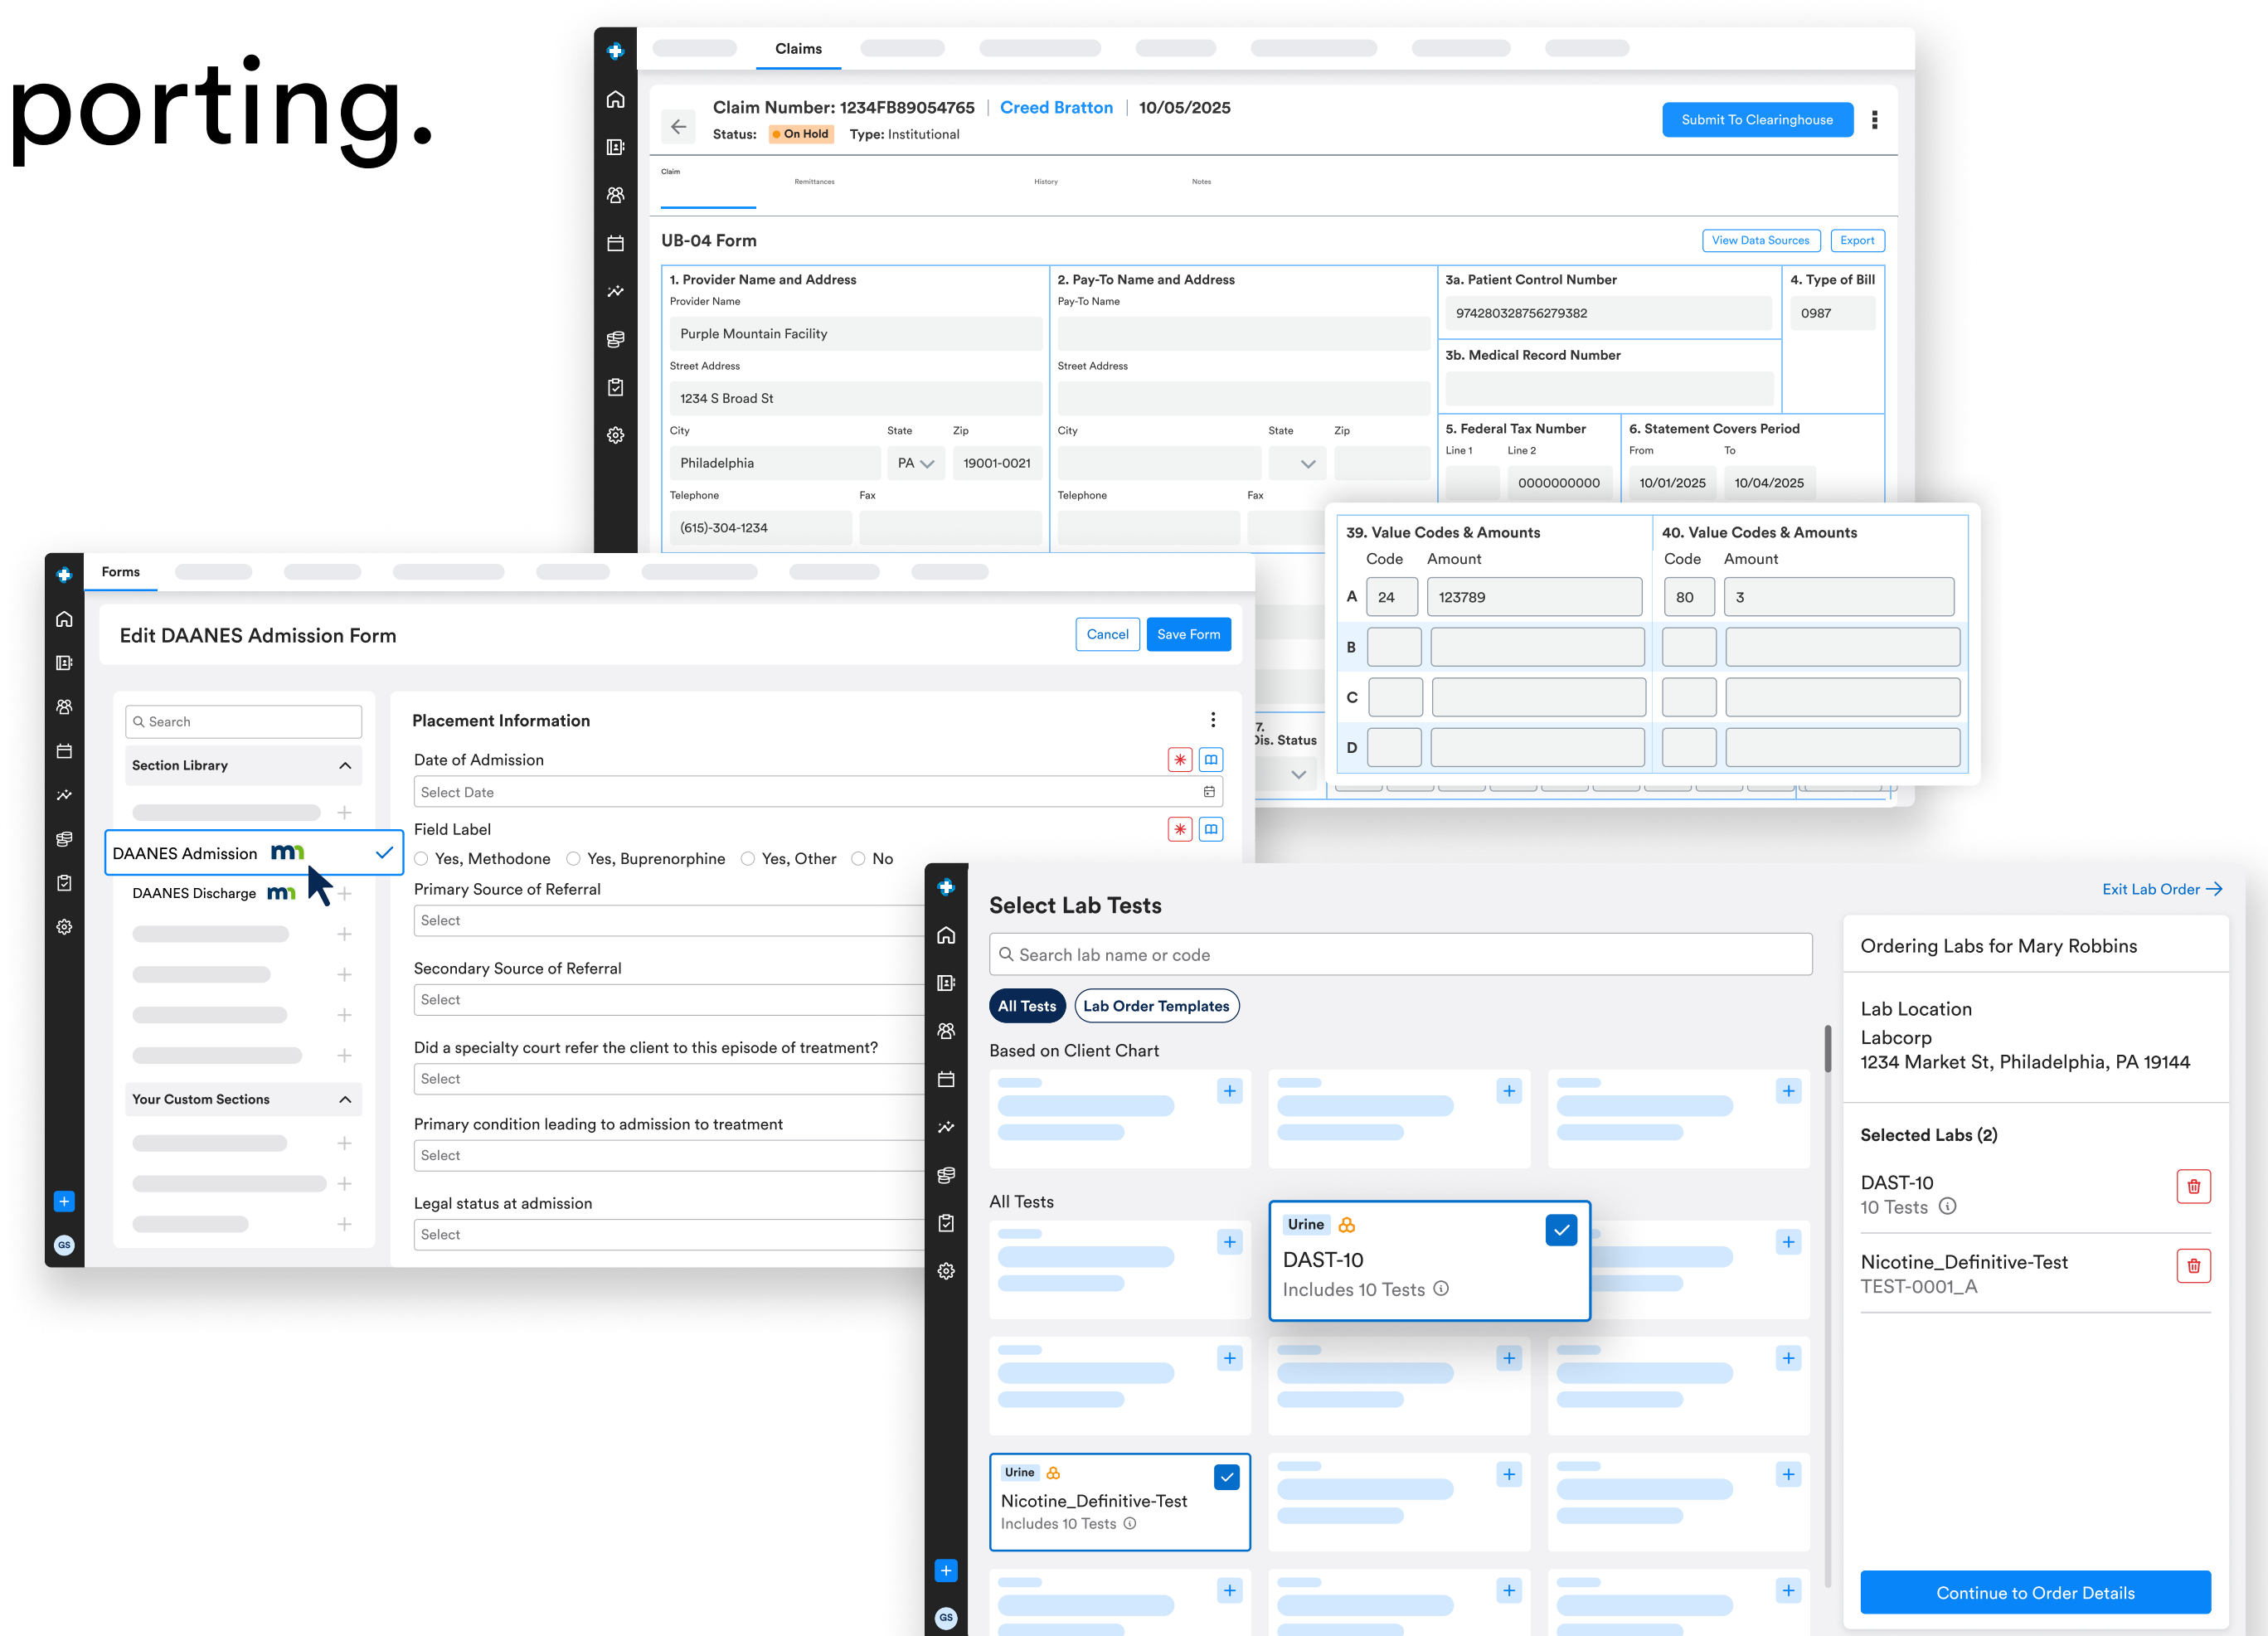 porting.
Claims
Claim Number: 1234FB89054765 | Creed Bratton | 10/05/2025
Status: On Hold Type: Institutional
Submit To Clearinghouse
Claim Remittances History Notes
UB-04 Form
View Data Sources Export
1. Provider Name and Address
Provider Name
Purple Mountain Facility
Street Address
1234 S Broad St
City State Zip
Philadelphia PA 19001-0021
Telephone Fax
(615)-304-1234
2. Pay-To Name and Address
Pay-To Name
Street Address
City State Zip
Telephone Fax
3a. Patient Control Number
974280328756279382
3b. Medical Record Number
4. Type of Bill
0987
5. Federal Tax Number
Line 1 Line 2
0000000000
6. Statement Covers Period
From To
10/01/2025 10/04/2025
7.
Dis. Status
39. Value Codes & Amounts 40. Value Codes & Amounts
Code Amount Code Amount
A 24 123789 80 3
B
C
D
Forms
Edit DAANES Admission Form
Cancel Save Form
Search
Section Library
DAANES Admission mn
DAANES Discharge mn
Your Custom Sections
GS
Placement Information
Date of Admission
Select Date
Field Label
Yes, Methodone Yes, Buprenorphine Yes, Other No
Primary Source of Referral
Select
Secondary Source of Referral
Select
Did a specialty court refer the client to this episode of treatment?
Select
Primary condition leading to admission to treatment
Select
Legal status at admission
Select
Select Lab Tests
Search lab name or code
All Tests Lab Order Templates
Based on Client Chart
All Tests
Urine
DAST-10
Includes 10 Tests
Urine
Nicotine_Definitive-Test
Includes 10 Tests
GS
Exit Lab Order
Ordering Labs for Mary Robbins
Lab Location
Labcorp
1234 Market St, Philadelphia, PA 19144
Selected Labs (2)
DAST-10
10 Tests
Nicotine_Definitive-Test
TEST-0001_A
Continue to Order Details